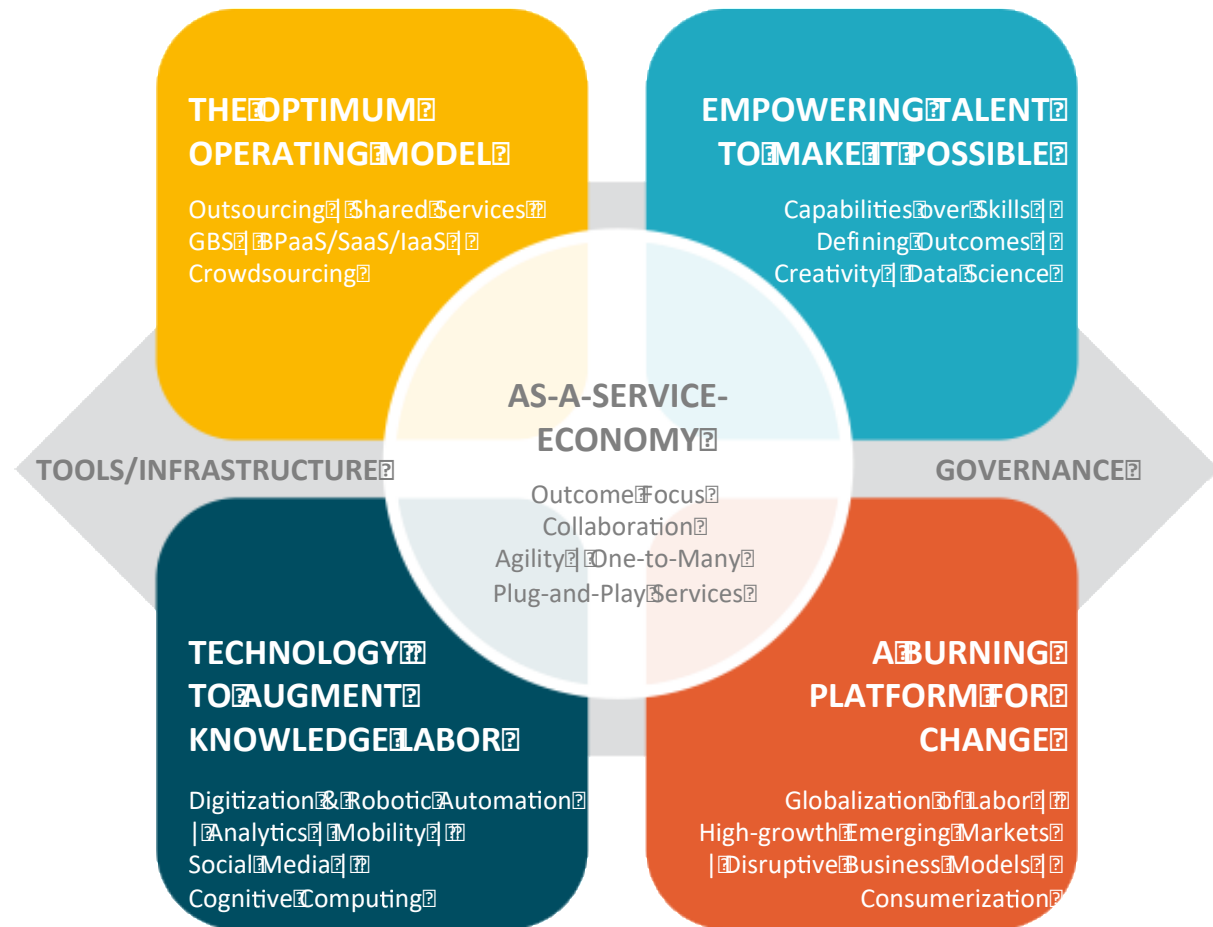 THE OPTIMUM
OPERATING MODEL
Outsourcing | Shared Services
GBS | BPaaS/SaaS/IaaS |
Crowdsourcing
EMPOWERING TALENT
TO MAKE IT POSSIBLE
Capabilities over Skills |
Defining Outcomes |
Creativity | Data Science
AS-A-SERVICE-
ECONOMY
Outcome Focus
Collaboration
Agility | One-to-Many
Plug-and-Play Services
TOOLS/INFRASTRUCTURE
GOVERNANCE
TECHNOLOGY
TO AUGMENT
KNOWLEDGE LABOR
Digitization & Robotic Automation
| Analytics | Mobility |
Social Media |
Cognitive Computing
A BURNING
PLATFORM FOR
CHANGE
Globalization of Labor |
High-growth Emerging Markets
| Disruptive Business Models |
Consumerization